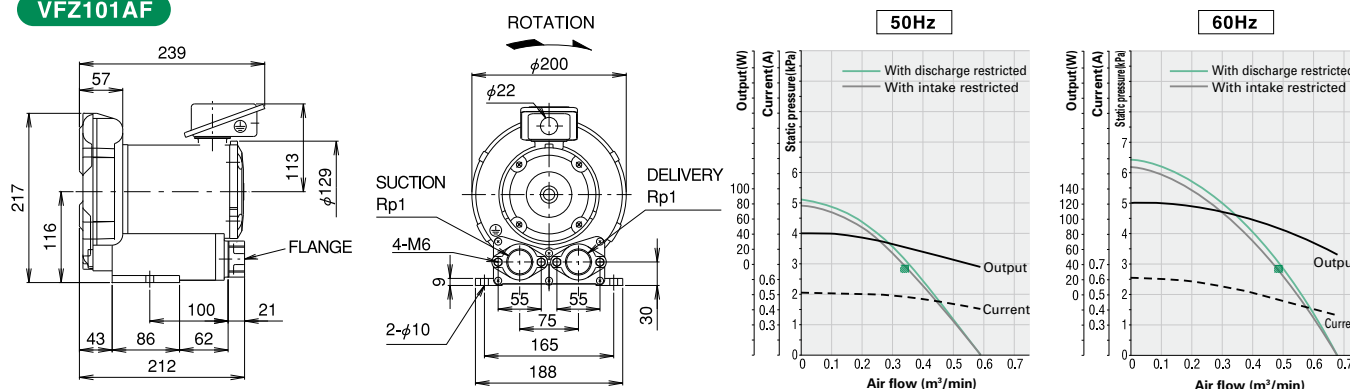 VFZ101AF
239
57
217
116
113
φ129
FLANGE
100
21
43
86
62
212
ROTATION
φ200
φ22
SUCTION
Rp1
DELIVERY
Rp1
4-M6
9
55
55
30
75
2-φ10
165
188
50Hz
Output(W)
Current(A)
Static pressure(kPa)
With discharge restricted
With intake restricted
100
80
60
40
20
0
0.6
0.5
0.4
0.3
6
5
4
3
2
1
0
Output
Current
0 0.1 0.2 0.3 0.4 0.5 0.6 0.7
Air flow (m³/min)
60Hz
Output(W)
Current(A)
Static pressure(kPa)
With discharge restricted
With intake restricted
140
120
100
80
60
40
20
0
0.7
0.6
0.5
0.4
0.3
7
6
5
4
3
2
1
0
Outpu
Curre
0 0.1 0.2 0.3 0.4 0.5 0.6 0.7
Air flow (m³/min)